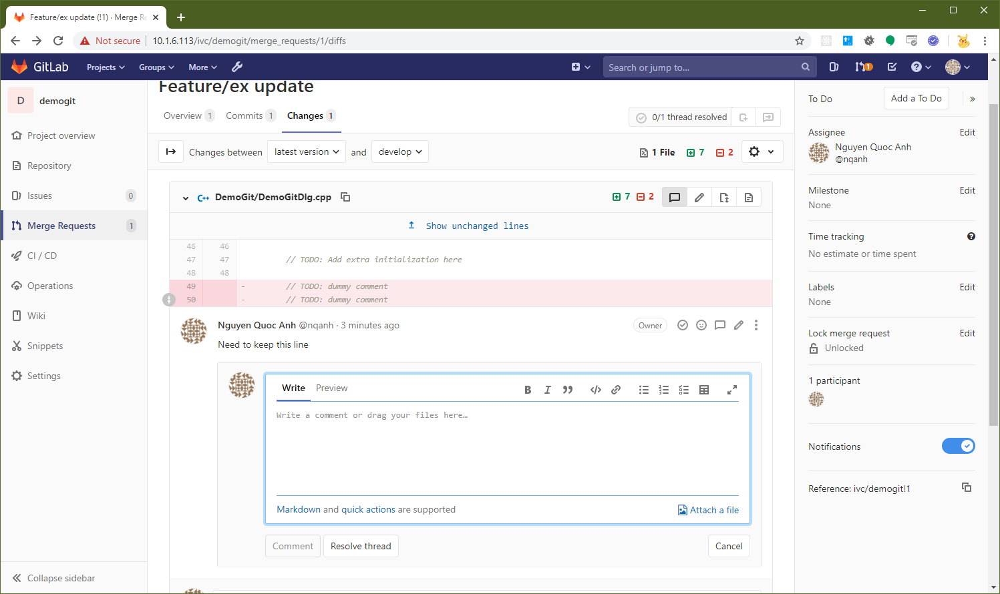 Feature/ex update (!1) · Merge Re
Not secure
10.1.6.113/ivc/demogit/merge_requests/1/diffs
GitLab
Projects
Groups
More
Search or jump to...
1
D
demogit
Project overview
Repository
Issues 0
Merge Requests 1
CI / CD
Operations
Wiki
Snippets
Settings
Collapse sidebar
Feature/ex update
Overview 1
Commits 1
Changes 1
0/1 thread resolved
Changes between latest version and develop
1 File 7 2
C++ DemoGit/DemoGitDlg.cpp
7 2
Show unchanged lines
46 46
47 47 // TODO: Add extra initialization here
48 48
49 - // TODO: dummy comment
50 - // TODO: dummy comment
Nguyen Quoc Anh @nqanh · 3 minutes ago
Owner
Need to keep this line
Write Preview
B I
Write a comment or drag your files here…
Markdown and quick actions are supported
Attach a file
Comment
Resolve thread
Cancel
To Do
Add a To Do
Assignee Edit
Nguyen Quoc Anh
@nqanh
Milestone Edit
None
Time tracking
No estimate or time spent
Labels Edit
None
Lock merge request Edit
Unlocked
1 participant
Notifications
Reference: ivc/demogit!1